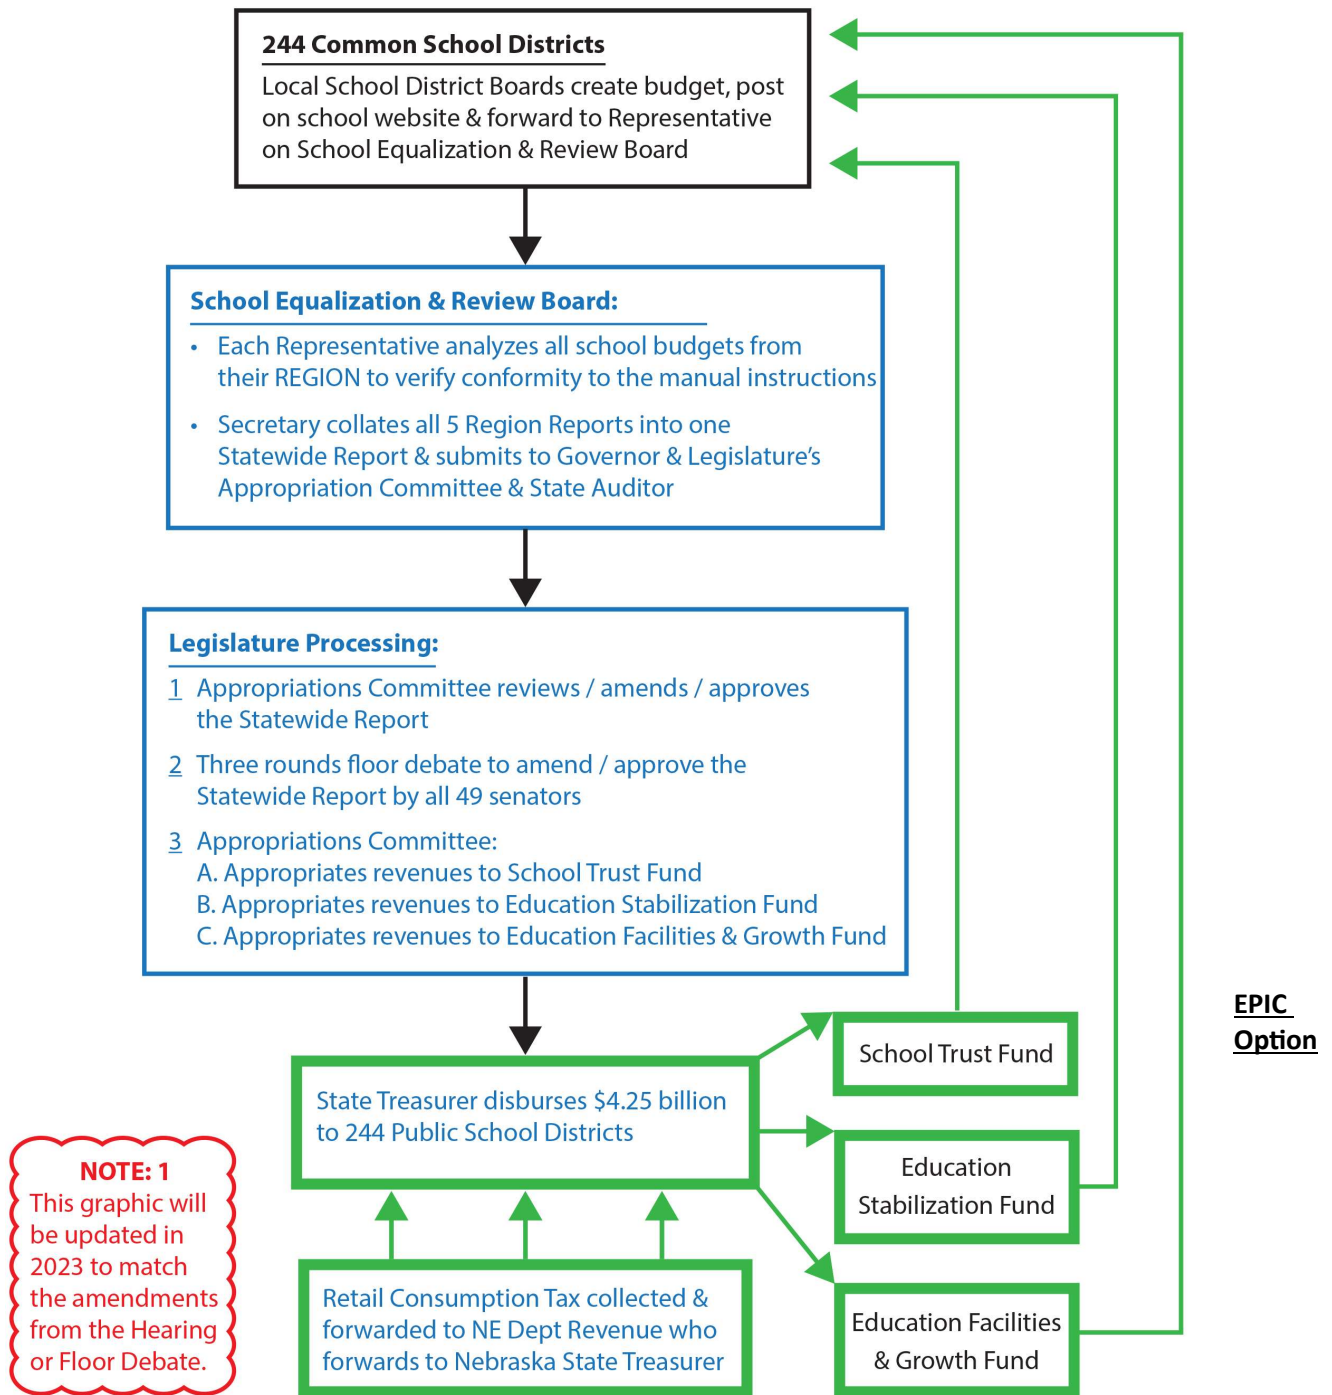 244 Common School Districts
Local School District Boards create budget, post
on school website & forward to Representative
on School Equalization & Review Board
School Equalization & Review Board:
• Each Representative analyzes all school budgets from
their REGION to verify conformity to the manual instructions
• Secretary collates all 5 Region Reports into one
Statewide Report & submits to Governor & Legislature's
Appropriation Committee & State Auditor
Legislature Processing:
1 Appropriations Committee reviews / amends / approves
the Statewide Report
2 Three rounds floor debate to amend / approve the
Statewide Report by all 49 senators
3 Appropriations Committee:
A. Appropriates revenues to School Trust Fund
B. Appropriates revenues to Education Stabilization Fund
C. Appropriates revenues to Education Facilities & Growth Fund
EPIC
Option
School Trust Fund
State Treasurer disburses $4.25 billion
to 244 Public School Districts
Education
Stabilization Fund
NOTE: 1
This graphic will
be updated in
2023 to match
the amendments
from the Hearing
or Floor Debate.
Retail Consumption Tax collected &
forwarded to NE Dept Revenue who
forwards to Nebraska State Treasurer
Education Facilities
& Growth Fund